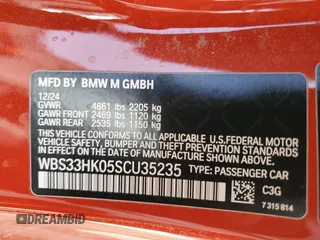 MFD BY BMW M GMBH
12/24
GVWR 4861 lbs 2205 kg
GAWR FRONT 2469 lbs 1120 kg
GAWR REAR 2535 lbs 1150 kg
THIS VEHICLE CONFORMS TO ALL APPLICABLE U.S. FEDERAL MOTOR
VEHICLE SAFETY, BUMPER, AND THEFT PREVENTION STANDARDS
IN EFFECT ON THE DATE OF MANUFACTURE SHOWN ABOVE.
WBS33HK05SCU35235 TYPE: PASSENGER CAR
C3G
7 315 814
DREAMBID